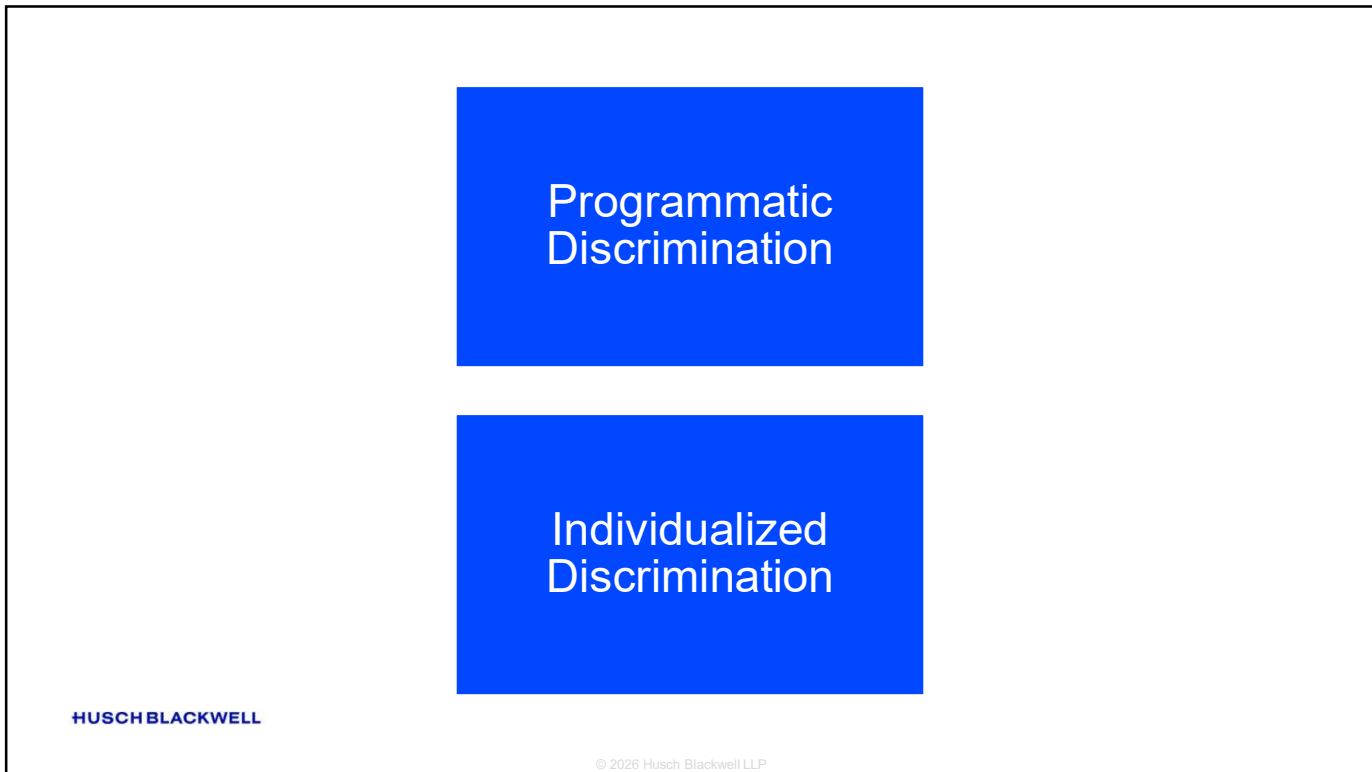 Programmatic
Discrimination
Individualized
Discrimination
HUSCH BLACKWELL
© 2026 Husch Blackwell LLP